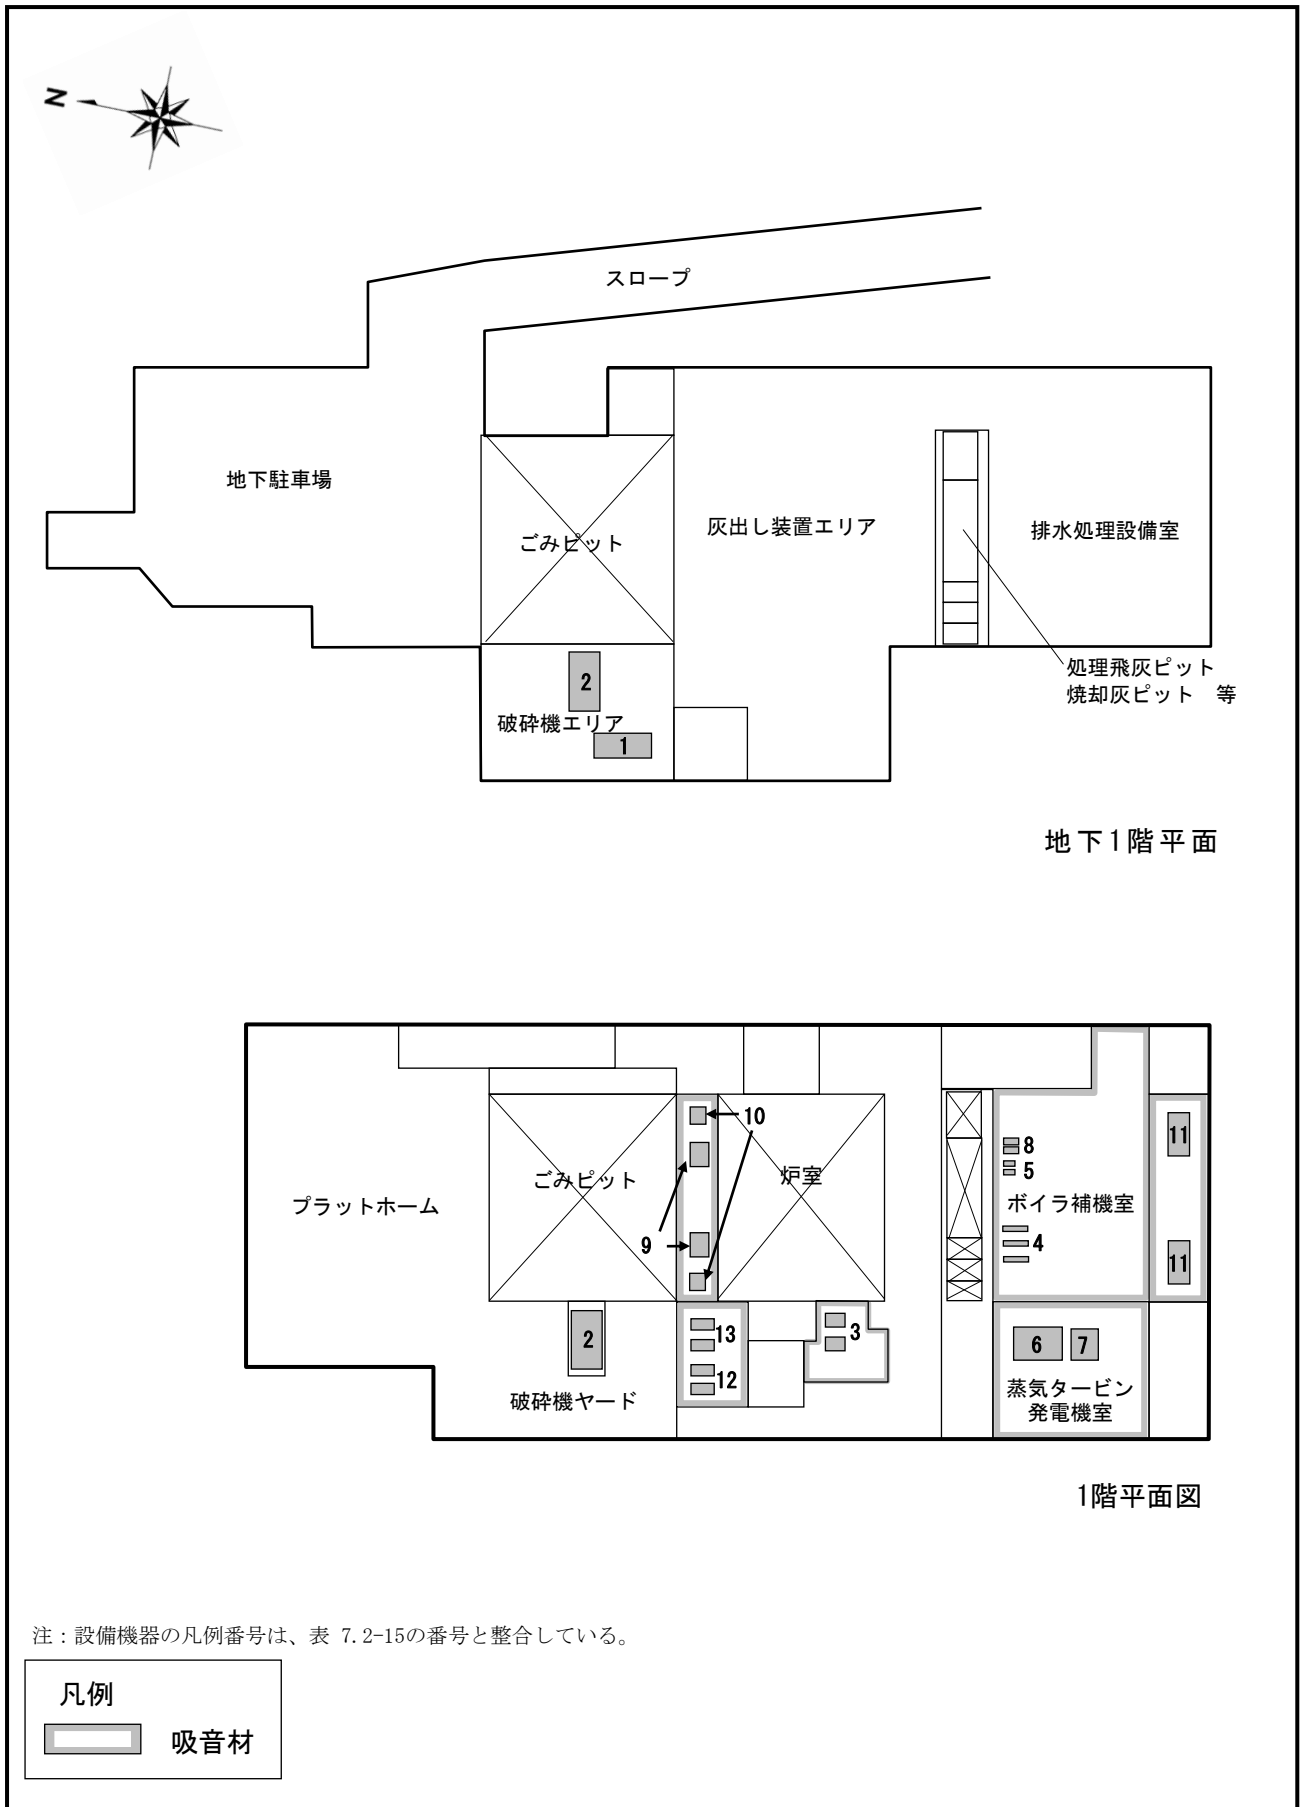 N
スロープ
地下駐車場
ごみピット
灰出し装置エリア
排水処理設備室
処理飛灰ピット
焼却灰ピット　等
2
破砕機エリア
1
地下1階平面
10
11
8
5
ごみピット
炉室
プラットホーム
ボイラ補機室
9
4
11
2
13
3
6
7
12
蒸気タービン
発電機室
破砕機ヤード
1階平面図
注：設備機器の凡例番号は、表 7.2-15の番号と整合している。
凡例
吸音材